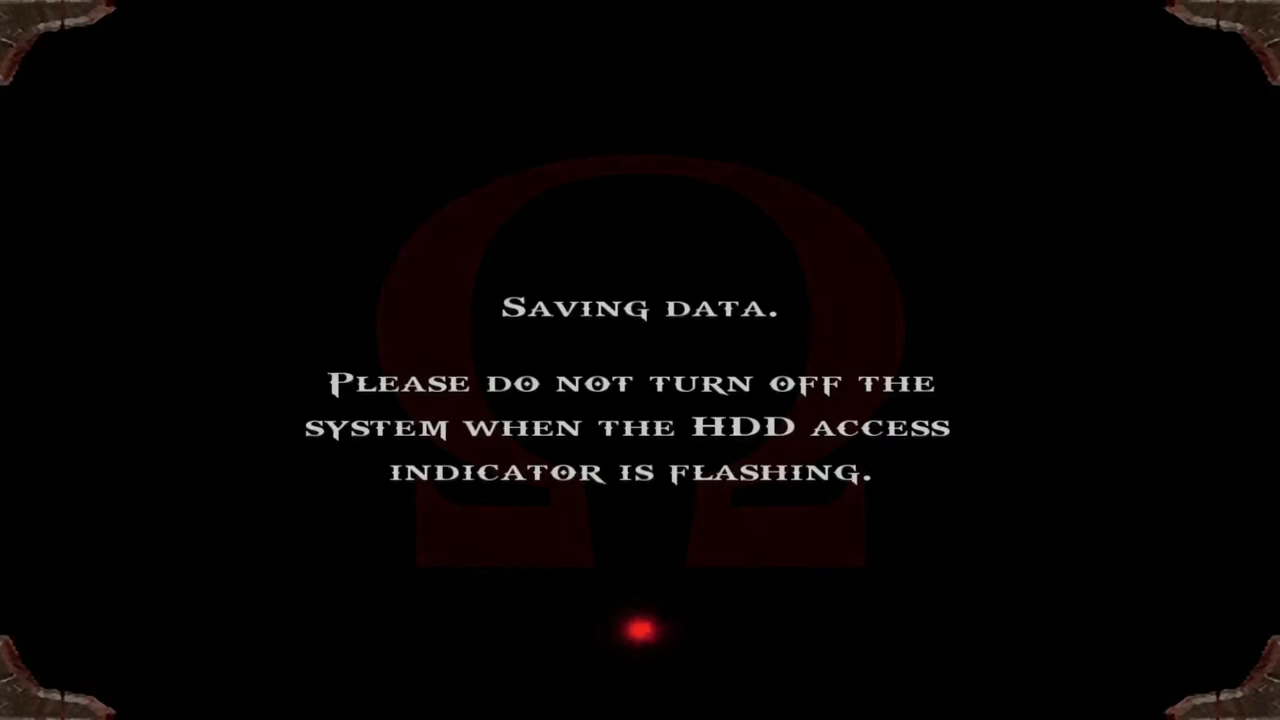 Saving data.
Please do not turn off the
system when the HDD access
indicator is flashing.